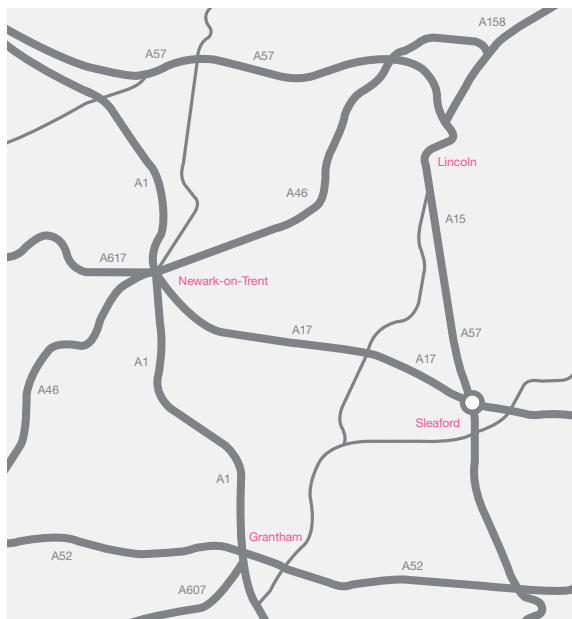 A158
A57
A57
Lincoln
A1
A46
A15
A617
Newark-on-Trent
A17
A57
A1
A17
A46
Sleaford
A1
Grantham
A52
A52
A607